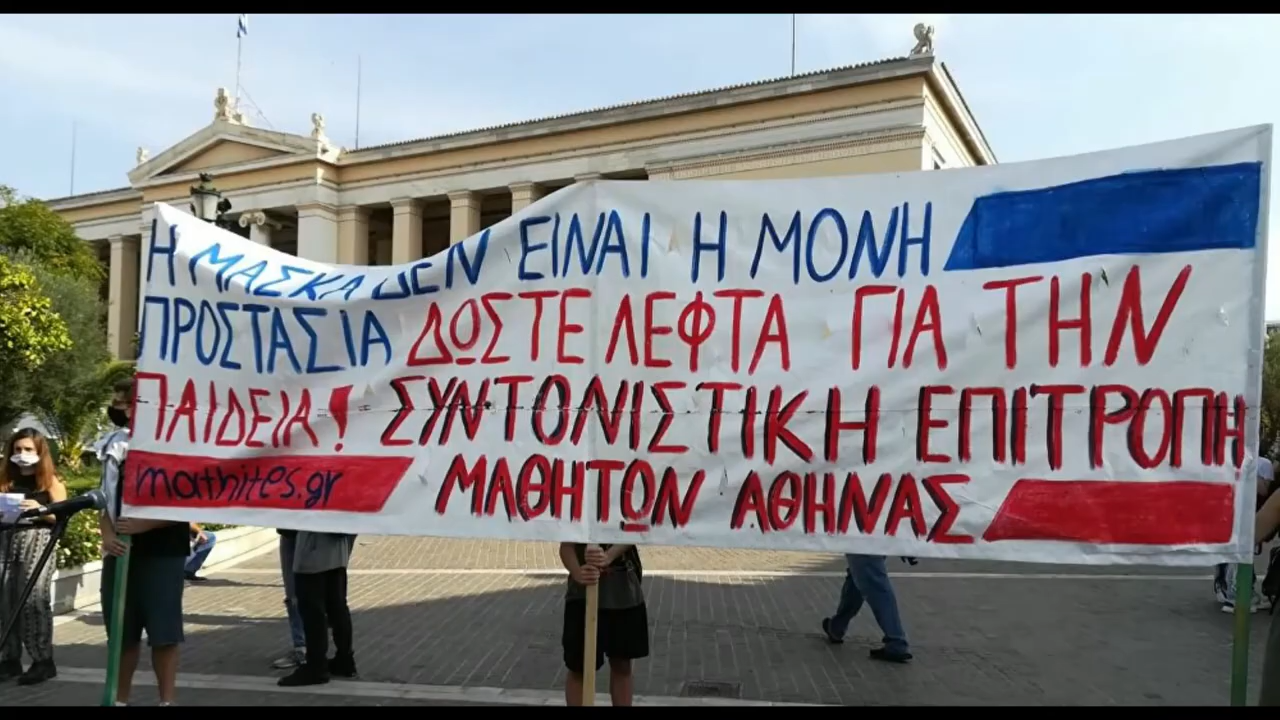 Η ΜΑΣΚΑ ΔΕΝ ΕΙΝΑΙ Η ΜΟΝΗ
ΠΡΟΣΤΑΣΙΑ ΔΩΣΤΕ ΛΕΦΤΑ ΓΙΑ ΤΗΝ
ΠΑΙΔΕΙΑ! ΣΥΝΤΟΝΙΣΤΙΚΗ ΕΠΙΤΡΟΠΗ
mathites.gr ΜΑΘΗΤΩΝ ΑΘΗΝΑΣ